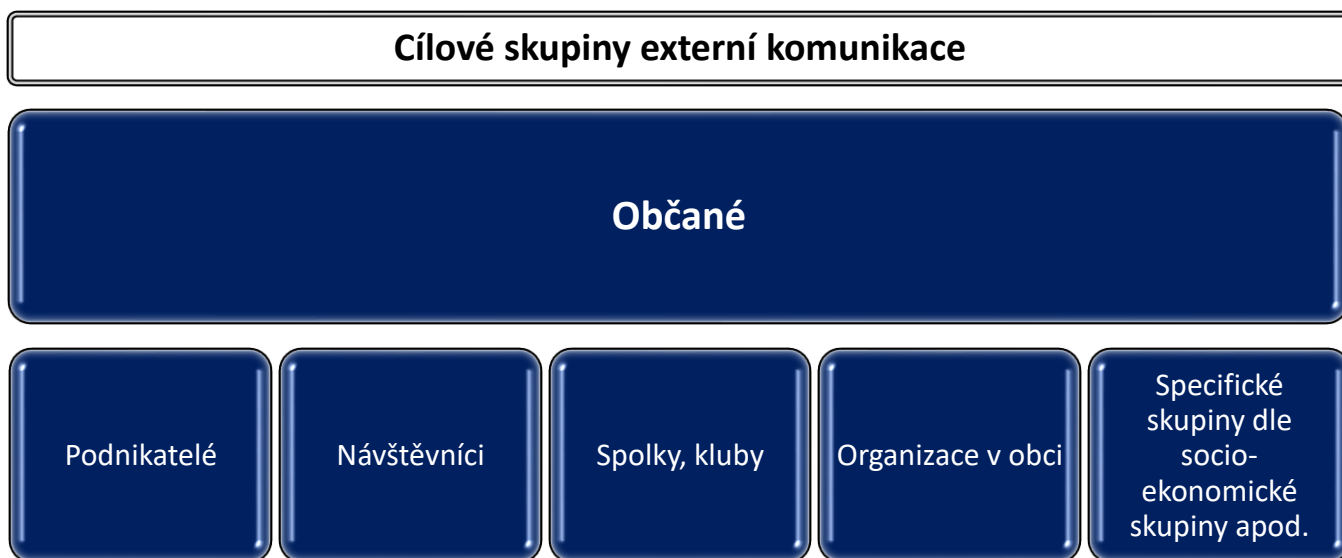 Cílové skupiny externí komunikace
Občané
Podnikatelé
Návštěvníci
Spolky, kluby
Organizace v obci
Specifické
skupiny dle
socio-
ekonomické
skupiny apod.